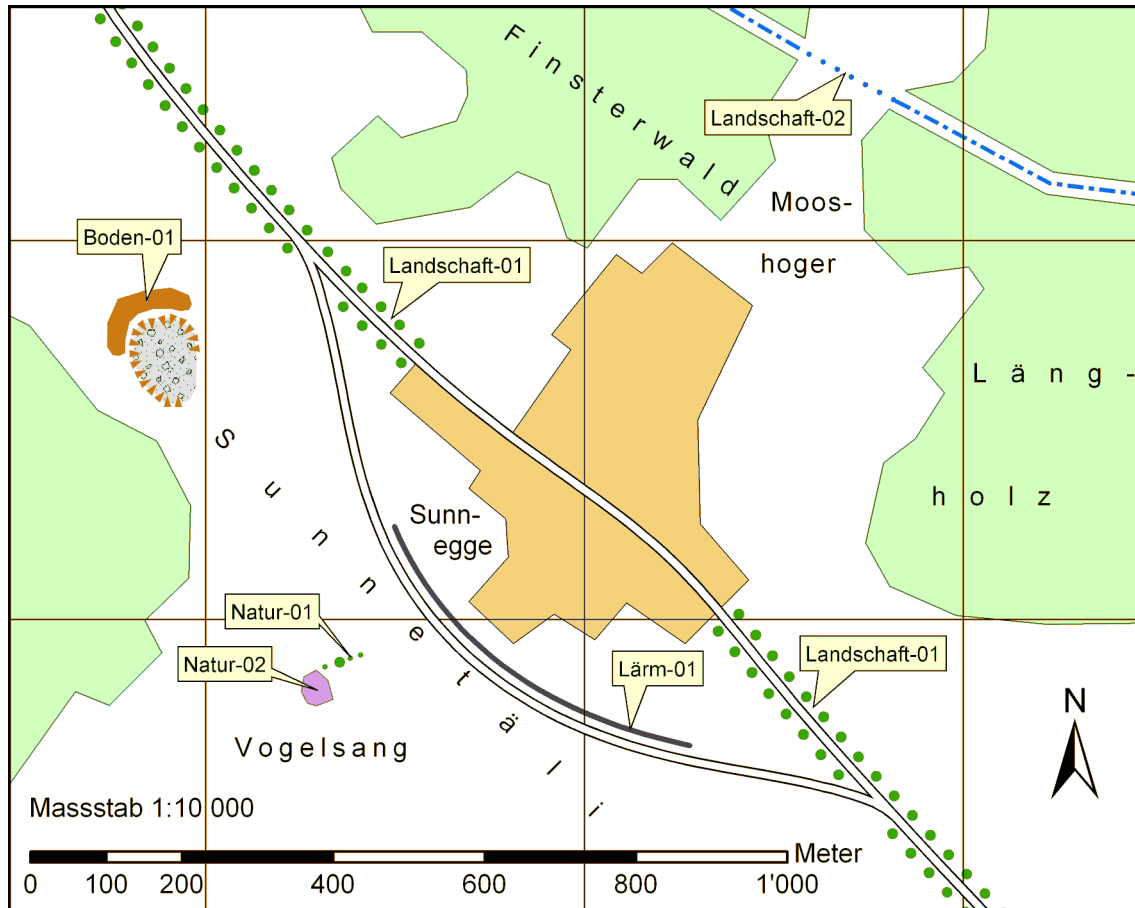 Finsterwald
Landschaft-02
Moos-
hoger
Boden-01
Landschaft-01
Läng-
holz
Sunnetäli
Sunn-
egge
Natur-01
Natur-02
Lärm-01
Landschaft-01
Vogelsang
N
Massstab 1:10 000
Meter
0 100 200 400 600 800 1'000